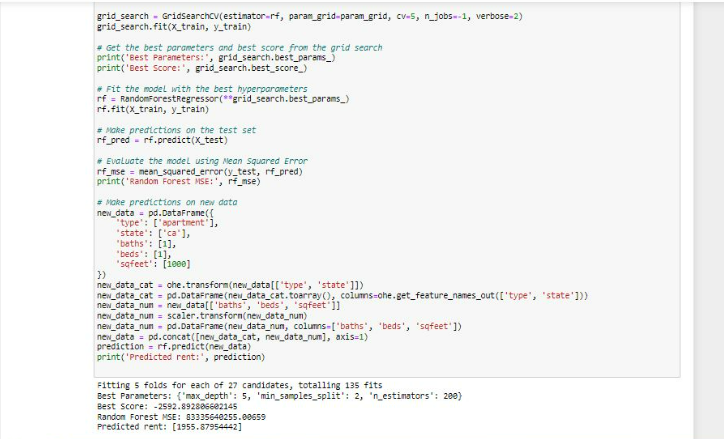 grid_search = GridSearchCV(estimator=rf, param_grid=param_grid, cv=5, n_jobs=-1, verbose=2)
grid_search.fit(X_train, y_train)
# Get the best parameters and best score from the grid search
print('Best Parameters:', grid_search.best_params_)
print('Best Score:', grid_search.best_score_)
# Fit the model with the best hyperparameters
rf = RandomForestRegressor(**grid_search.best_params_)
rf.fit(X_train, y_train)
# Make predictions on the test set
rf_pred = rf.predict(X_test)
# Evaluate the model using Mean Squared Error
rf_mse = mean_squared_error(y_test, rf_pred)
print('Random Forest MSE:', rf_mse)
# Make predictions on new data
new_data = pd.DataFrame({
'type': ['apartment'],
'state': ['ca'],
'baths': [1],
'beds': [1],
'sqfeet': [1000]
})
new_data_cat = ohe.transform(new_data[['type', 'state']])
new_data_cat = pd.DataFrame(new_data_cat.toarray(), columns=ohe.get_feature_names_out(['type', 'state']))
new_data_num = new_data[['baths', 'beds', 'sqfeet']]
new_data_num = scaler.transform(new_data_num)
new_data_num = pd.DataFrame(new_data_num, columns=['baths', 'beds', 'sqfeet'])
new_data = pd.concat([new_data_cat, new_data_num], axis=1)
prediction = rf.predict(new_data)
print('Predicted rent:', prediction)
Fitting 5 folds for each of 27 candidates, totalling 135 fits
Best Parameters: {'max_depth': 5, 'min_samples_split': 2, 'n_estimators': 200}
Best Score: -2592.892806602145
Random Forest MSE: 83335640255.00659
Predicted rent: [1955.87954442]